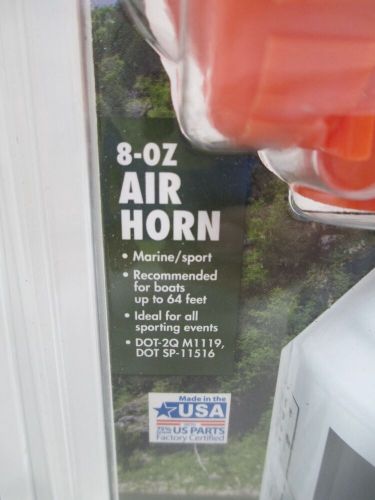 8-OZ
AIR
HORN
• Marine/sport
• Recommended
for boats
up to 64 feet
• Ideal for all
sporting events
• DOT-2Q M1119,
DOT SP-11516
Made in the
USA
US PARTS
Factory Certified